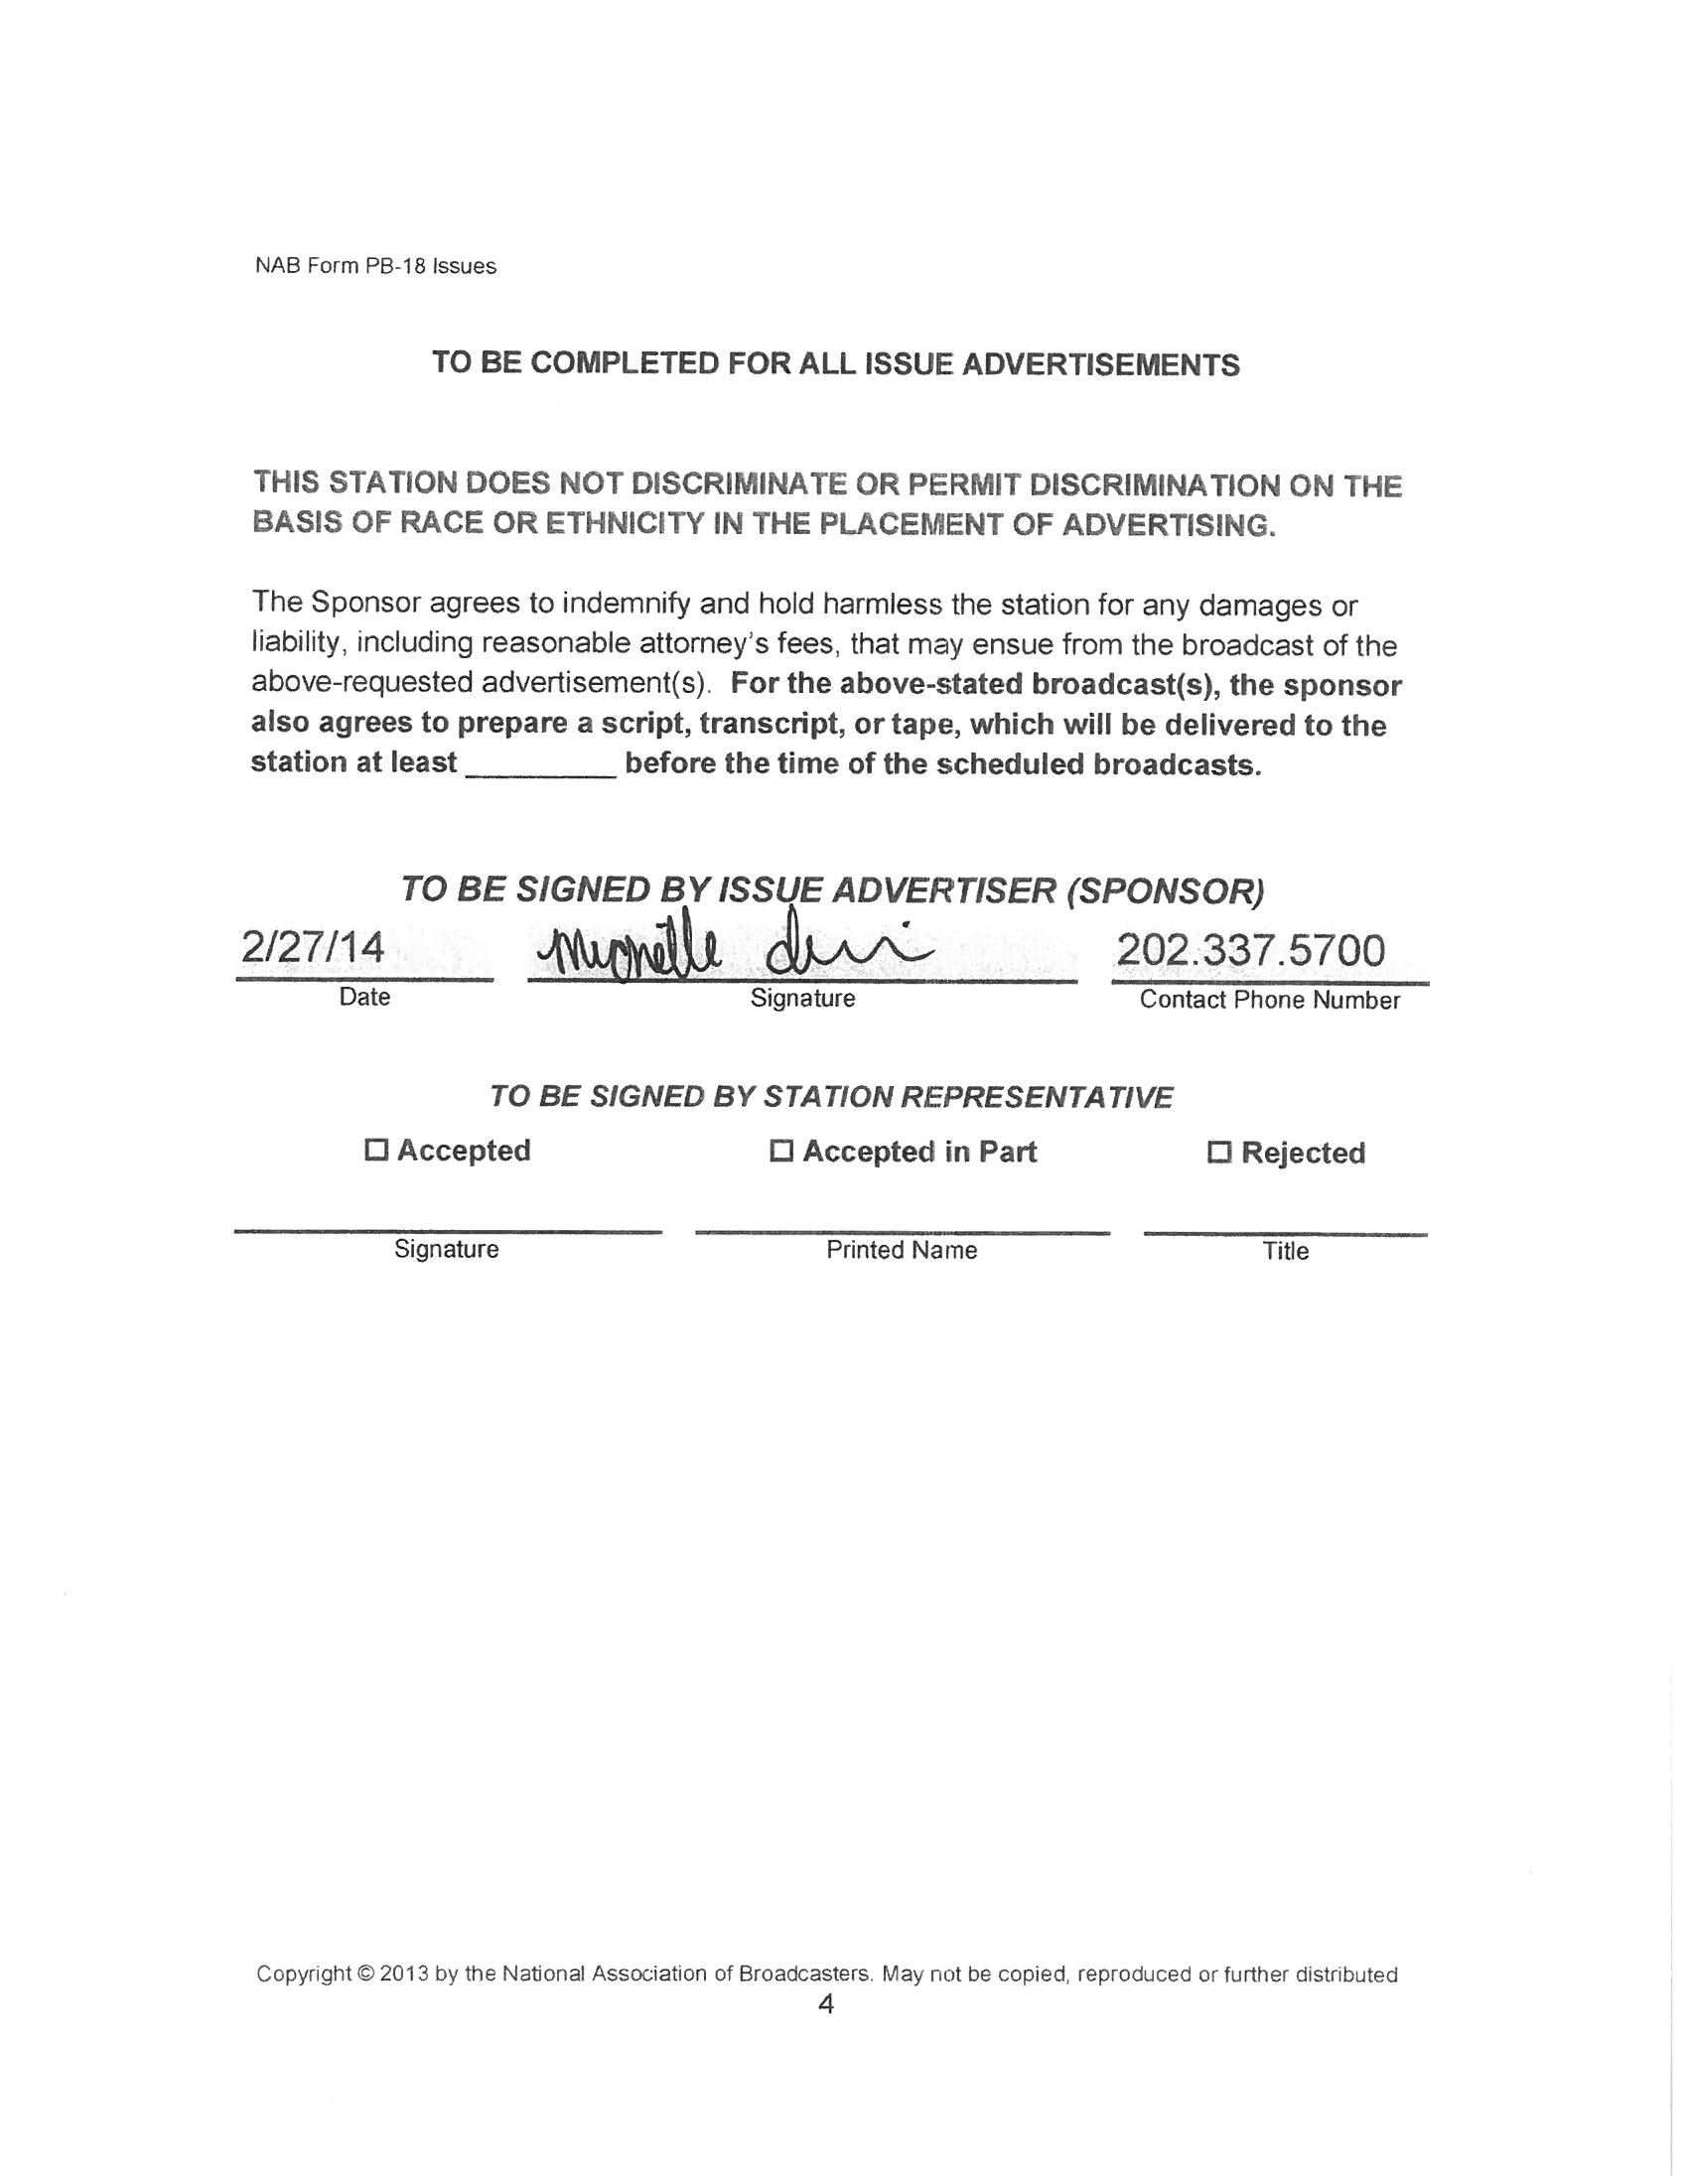 NAB Form PB-18 Issues
TO BE COMPLETED FOR ALL ISSUE ADVERTISEMENTS
THIS STATION DOES NOT DISCRIMINATE OR PERMIT DISCRIMINATION ON THE
BASIS OF RACE OR ETHNICITY IN THE PLACEMENT OF ADVERTISING.
The Sponsor agrees to indemnify and hold harmless the station for any damages or
liability, including reasonable attorney's fees, that may ensue from the broadcast of the
above-requested advertisement(s). For the above-stated broadcast(s), the sponsor
also agrees to prepare a script, transcript, or tape, which will be delivered to the
station at least _________ before the time of the scheduled broadcasts.
TO BE SIGNED BY ISSUE ADVERTISER (SPONSOR)
2/27/14 202.337.5700
Date Signature Contact Phone Number
TO BE SIGNED BY STATION REPRESENTATIVE
☐ Accepted ☐ Accepted in Part ☐ Rejected
Signature Printed Name Title
Copyright © 2013 by the National Association of Broadcasters. May not be copied, reproduced or further distributed
4